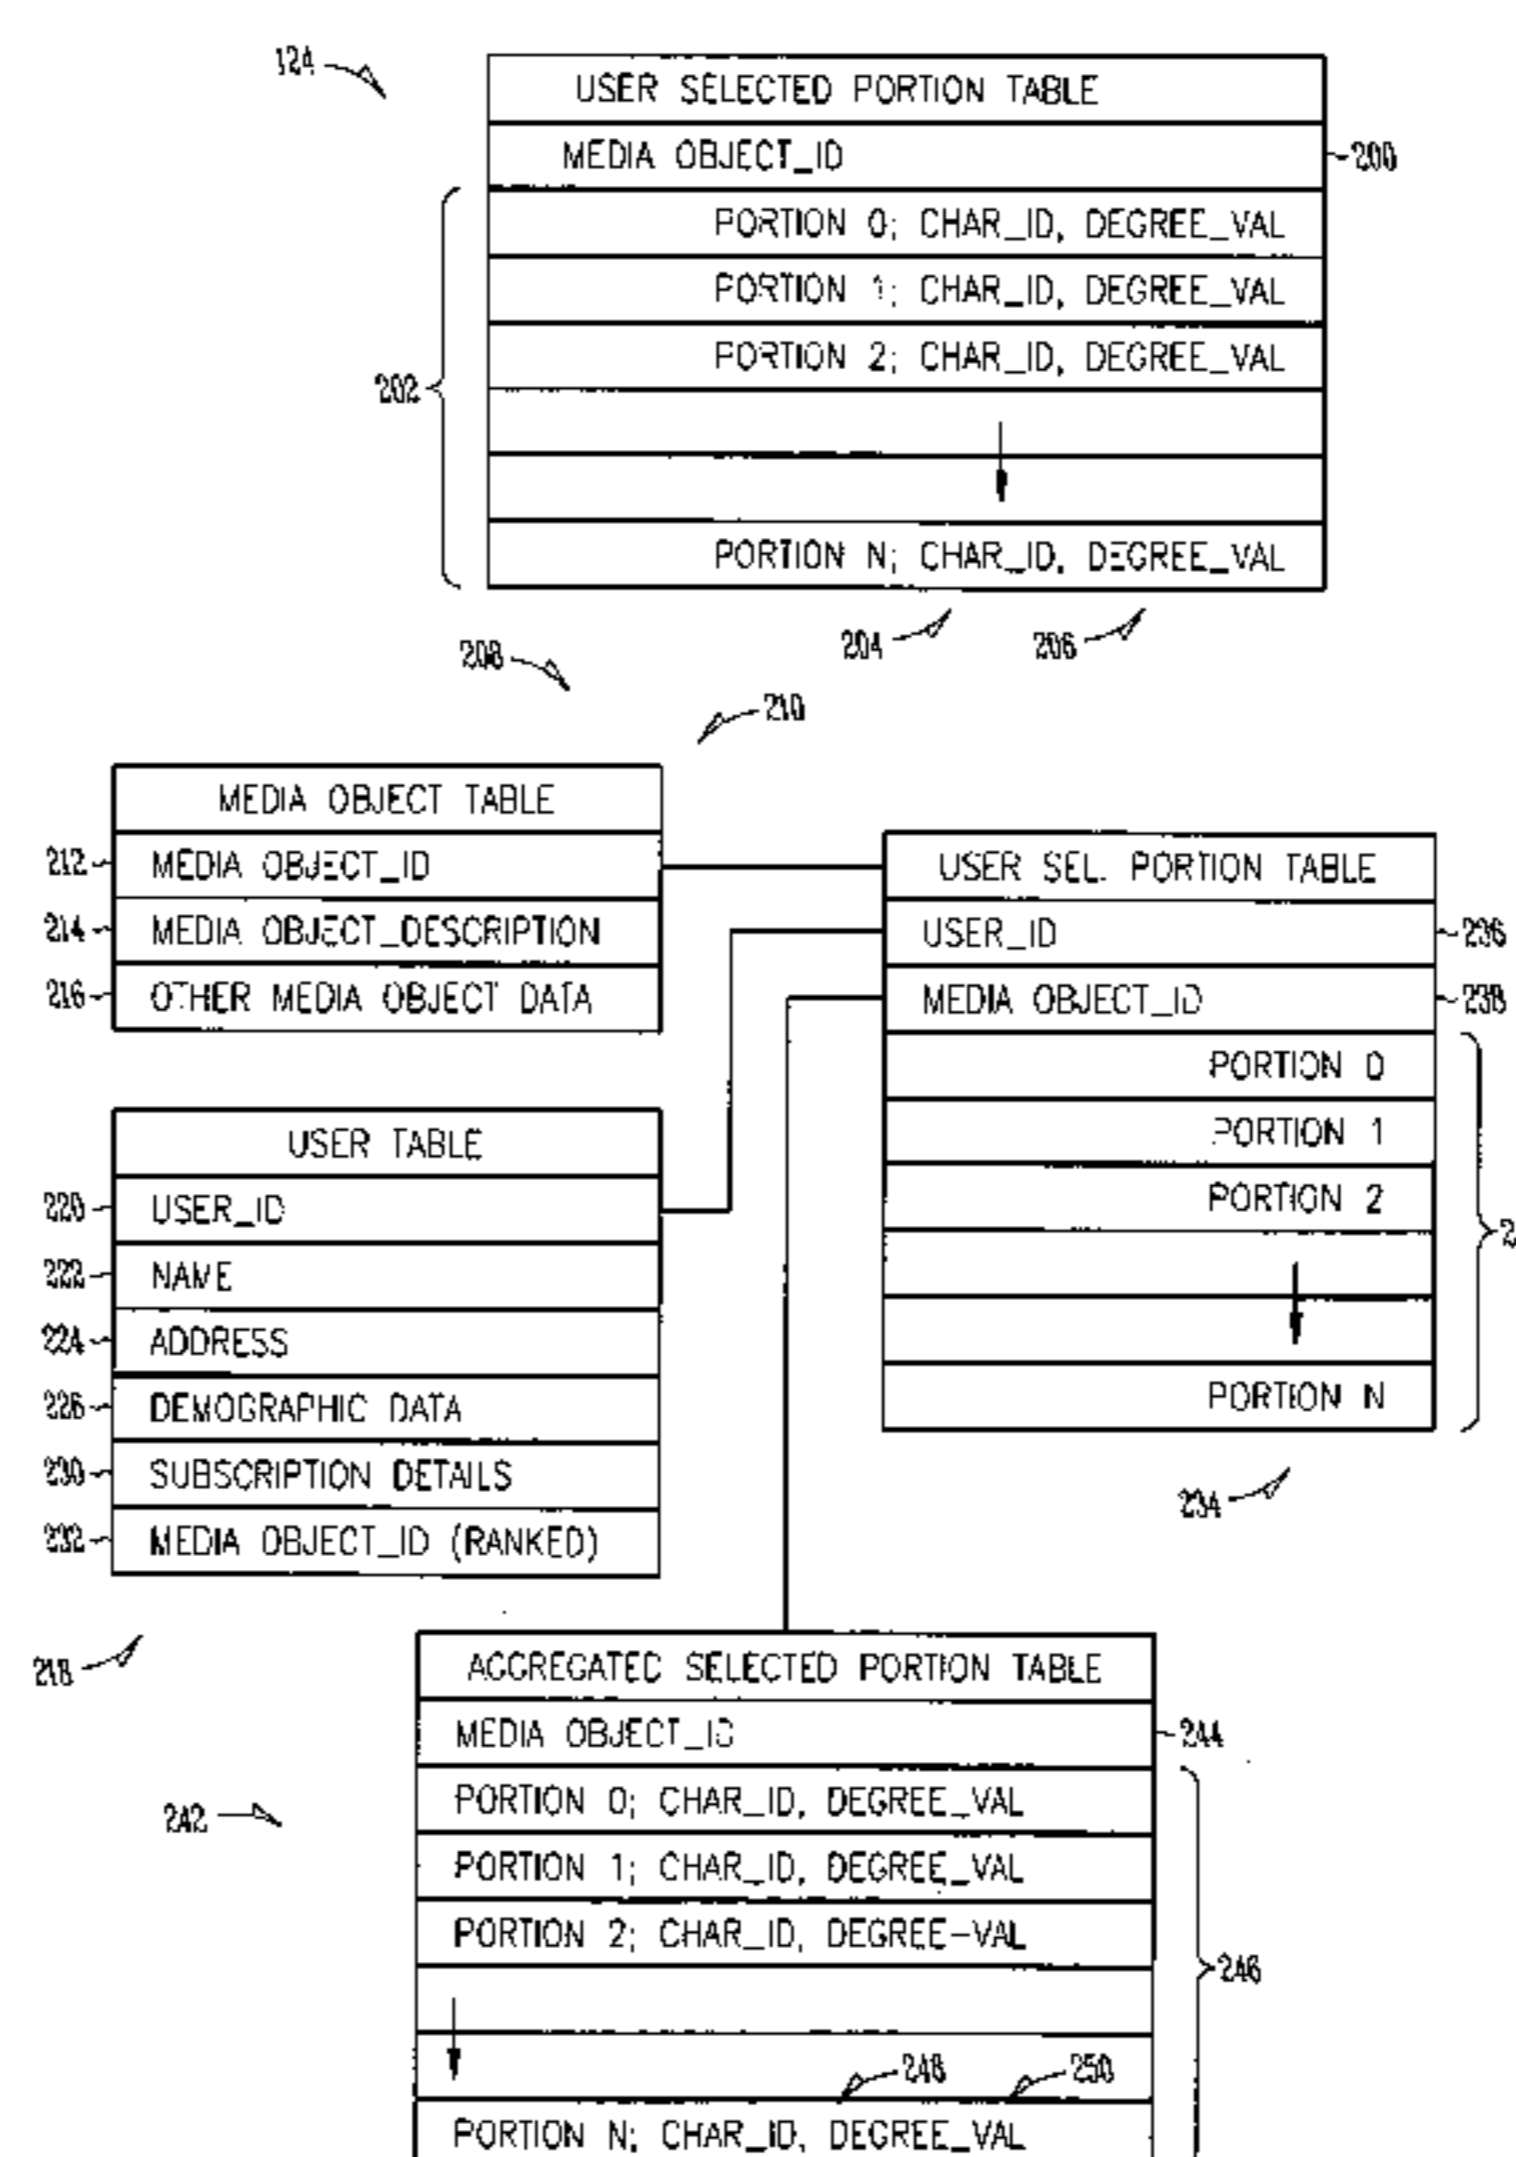 124
USER SELECTED PORTION TABLE
MEDIA OBJECT_ID
200
PORTION 0; CHAR_ID, DEGREE_VAL
PORTION 1; CHAR_ID, DEGREE_VAL
PORTION 2; CHAR_ID, DEGREE_VAL
202
PORTION N; CHAR_ID, DEGREE_VAL
204
206
208
210
MEDIA OBJECT TABLE
212
MEDIA OBJECT_ID
214
MEDIA OBJECT_DESCRIPTION
216
OTHER MEDIA OBJECT DATA
USER SEL. PORTION TABLE
USER_ID
236
MEDIA OBJECT_ID
238
PORTION 0
PORTION 1
PORTION 2
PORTION N
234
USER TABLE
220
USER_ID
222
NAME
224
ADDRESS
226
DEMOGRAPHIC DATA
230
SUBSCRIPTION DETAILS
232
MEDIA OBJECT_ID (RANKED)
218
AGGREGATED SELECTED PORTION TABLE
MEDIA OBJECT_ID
244
242
PORTION 0; CHAR_ID, DEGREE_VAL
PORTION 1; CHAR_ID, DEGREE_VAL
PORTION 2; CHAR_ID, DEGREE-VAL
246
248
250
PORTION N; CHAR_ID, DEGREE_VAL